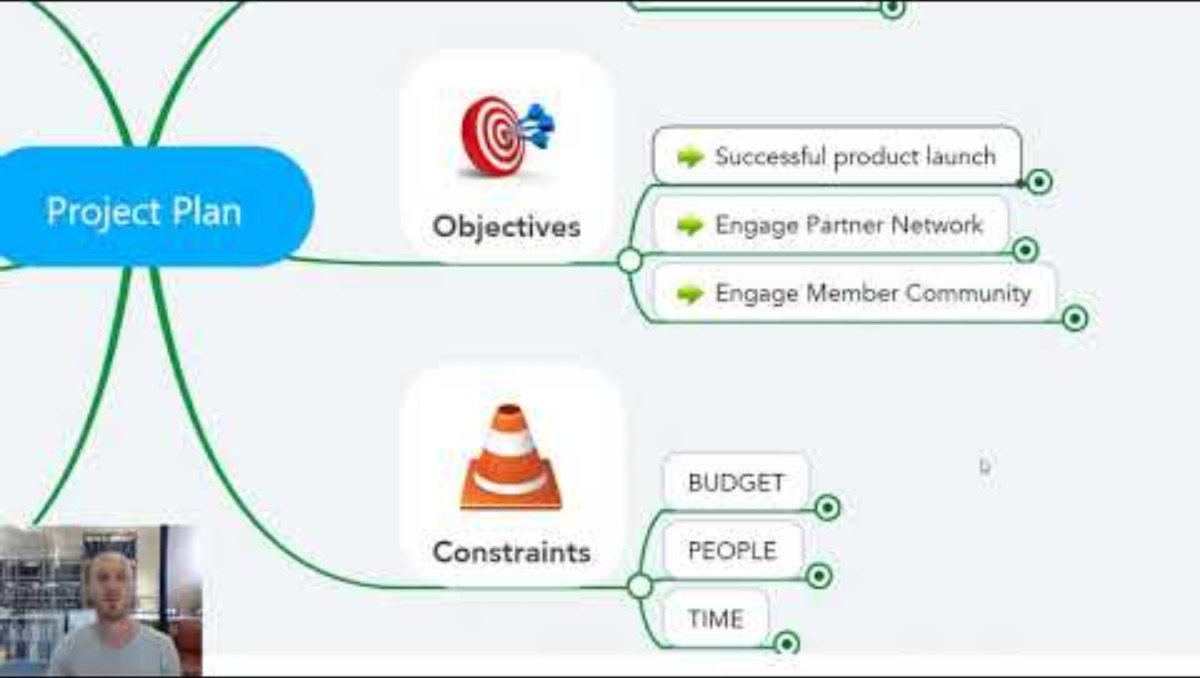 Project Plan
Objectives
Successful product launch
Engage Partner Network
Engage Member Community
Constraints
BUDGET
PEOPLE
TIME